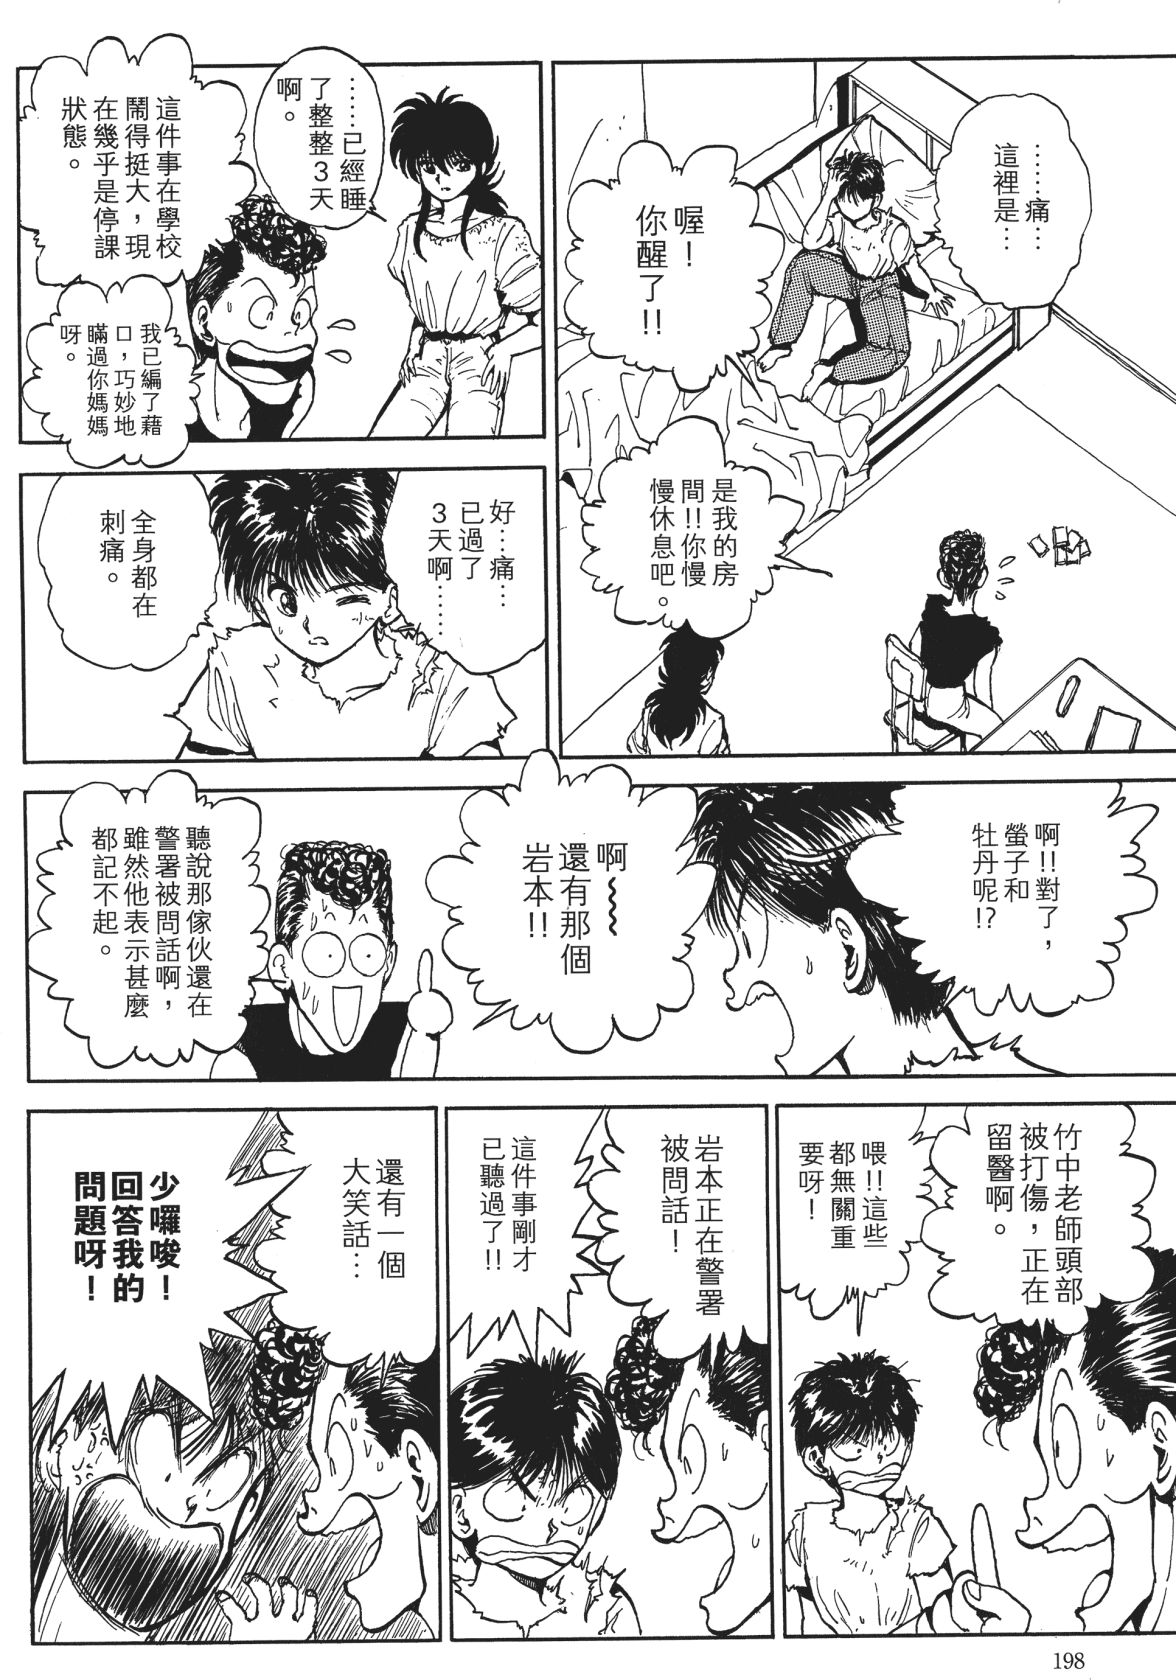 ……痛…
這裡是…
喔！
你醒了!!
是我的房
間!!你慢
慢休息吧。
……已經睡
了整整3天
啊。
這件事在學校
鬧得挺大，現
在幾乎是停課
狀態。
我已編了藉
口，巧妙地
瞞過你媽媽
呀。
好…痛…
已過了
3天啊……
全身都在
刺痛。
啊!!對了，
螢子和
牡丹呢!?
啊~~~~
還有那個
岩本!!
聽說那傢伙還在
警署被問話啊，
雖然他表示甚麼
都記不起。
竹中老師頭部
被打傷，正在
留醫啊。
喂!!這些
都無關重
要呀！
岩本正在警署
被問話！
這件事剛才
已聽過了!!
還有一個
大笑話…
少囉唆！
回答我的
問題呀！
198